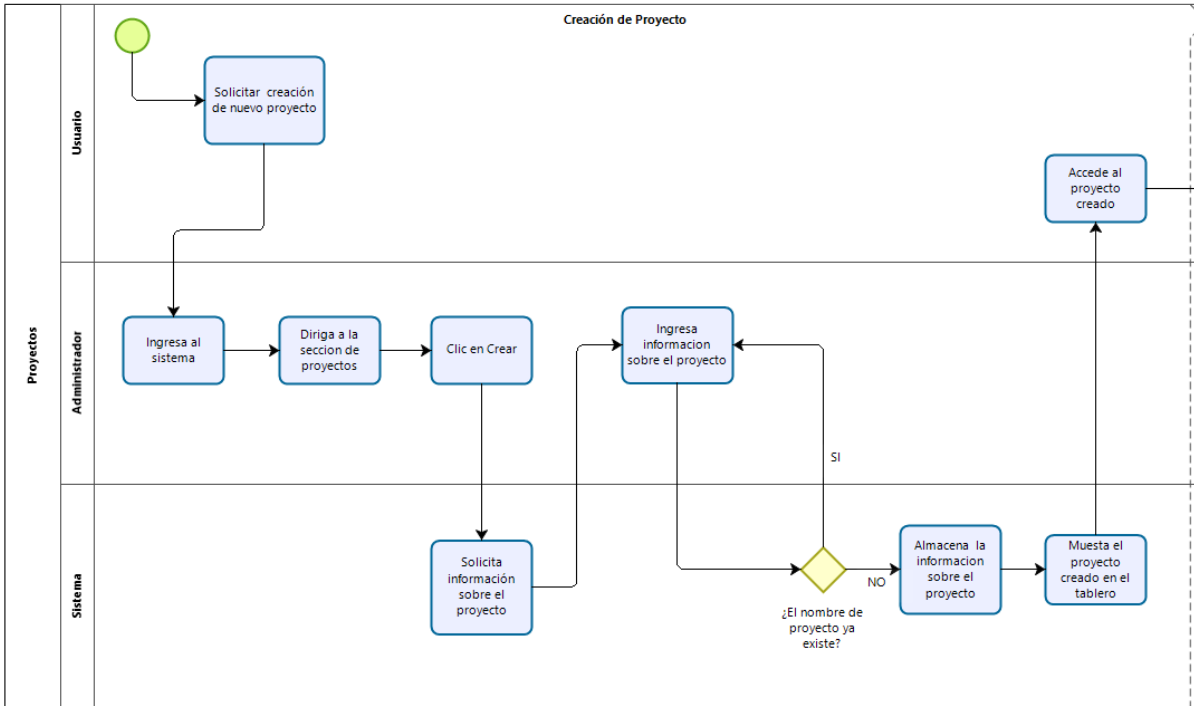 Creación de Proyecto
Proyectos
Usuario
Solicitar creación
de nuevo proyecto
Accede al
proyecto
creado
Administrador
Ingresa al
sistema
Diriga a la
seccion de
proyectos
Clic en Crear
Ingresa
informacion
sobre el proyecto
SI
Sistema
Solicita
información
sobre el
proyecto
¿El nombre de
proyecto ya
existe?
NO
Almacena la
informacion
sobre el
proyecto
Muesta el
proyecto
creado en el
tablero